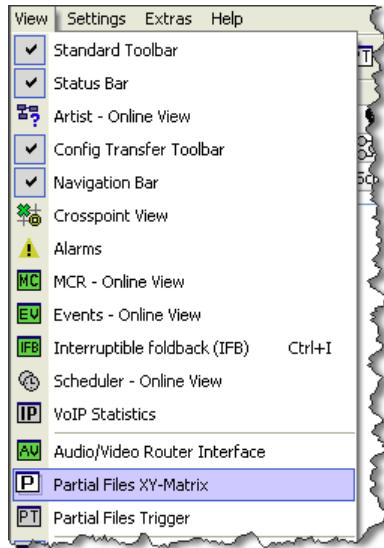 View Settings Extras Help
Standard Toolbar
Status Bar
Artist - Online View
Config Transfer Toolbar
Navigation Bar
Crosspoint View
Alarms
MC MCR - Online View
EV Events - Online View
IFB Interruptible foldback (IFB) Ctrl+I
Scheduler - Online View
IP VoIP Statistics
AV Audio/Video Router Interface
P Partial Files XY-Matrix
PT Partial Files Trigger